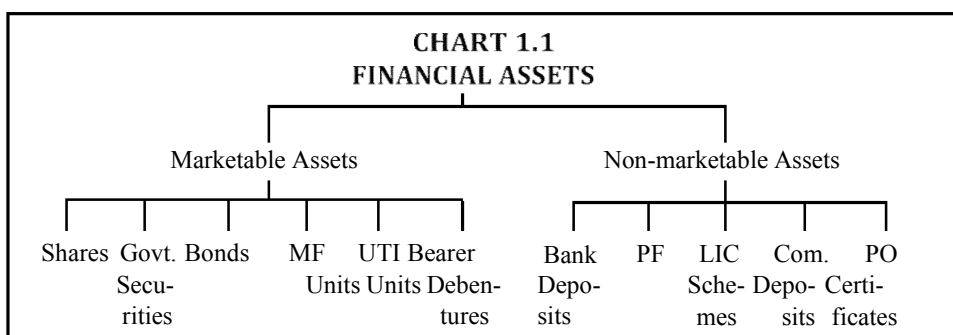 CHART 1.1
FINANCIAL ASSETS
Marketable Assets Non-marketable Assets
Shares Govt. Bonds MF UTI Bearer Bank PF LIC Com. PO
Secu- Units Units Deben- Depo- Sche- Depo- Certi-
rities tures sits mes sits ficates